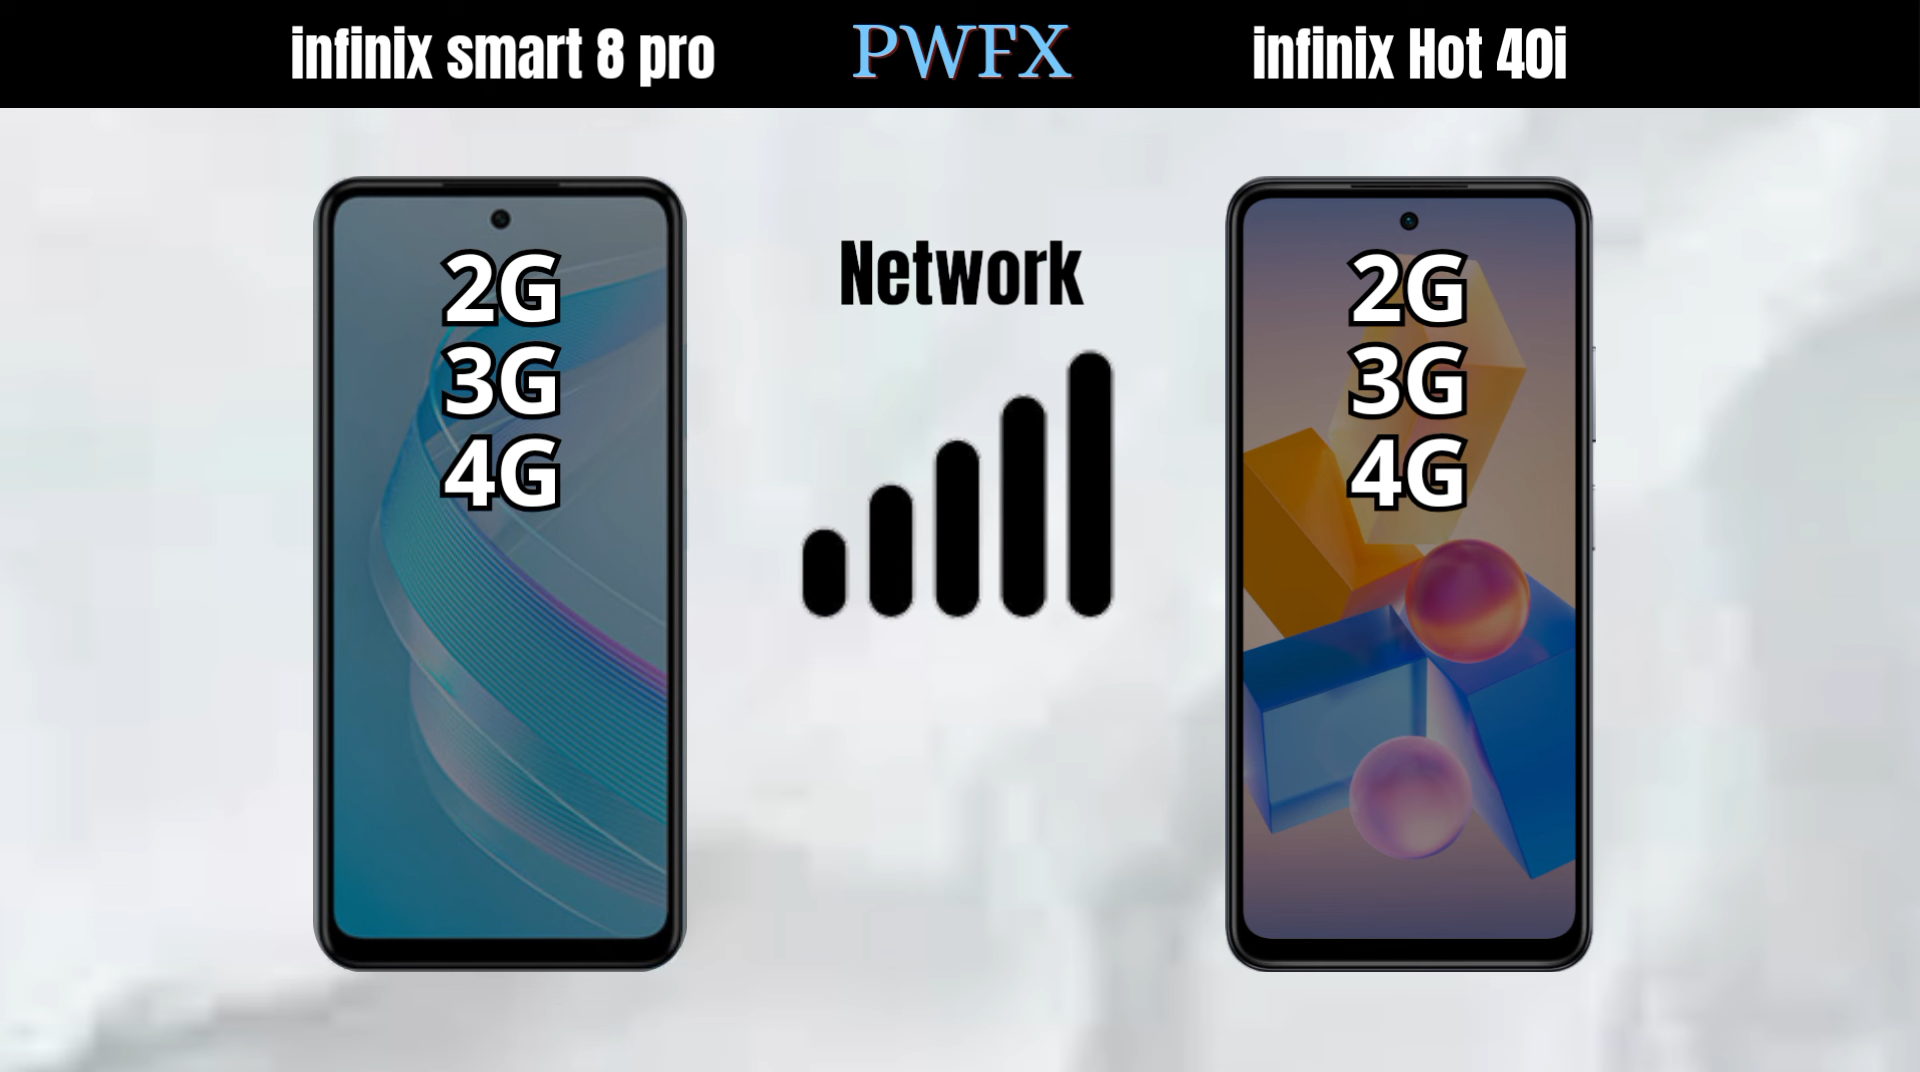 infinix smart 8 pro
PWFX
infinix Hot 40i
Network
2G
3G
4G
2G
3G
4G